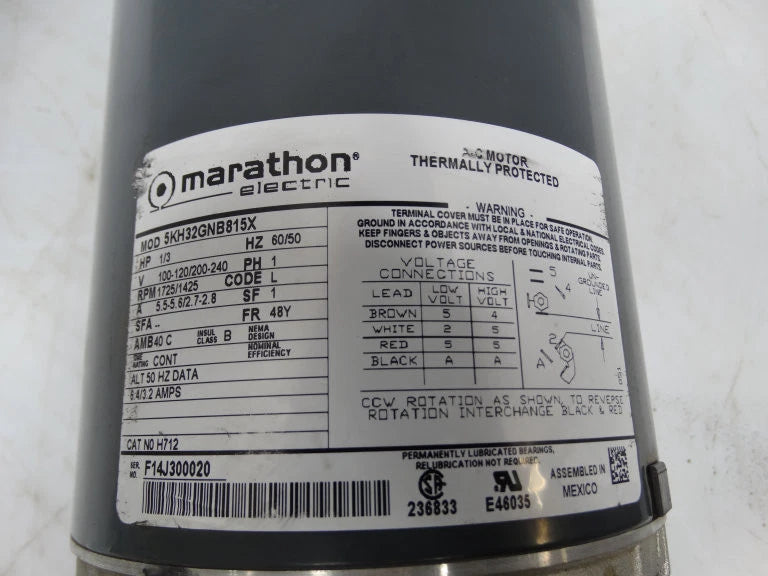 marathon®
electric
A-C MOTOR
THERMALLY PROTECTED
MOD 5KH32GNB815X
HP 1/3 HZ 60/50
V 100-120/200-240 PH 1
RPM 1725/1425 CODE L
A 5.5-5.6/2.7-2.8 SF 1
SFA -- FR 48Y
AMB 40 C INSUL CLASS B NEMA DESIGN
NOMINAL EFFICIENCY
TIME RATING CONT
ALT 50 HZ DATA
6.4/3.2 AMPS
CAT NO H712
SER. NO. F14J300020
- WARNING -
TERMINAL COVER MUST BE IN PLACE FOR SAFE OPERATION,
GROUND IN ACCORDANCE WITH LOCAL & NATIONAL ELECTRICAL CODES
KEEP FINGERS & OBJECTS AWAY FROM OPENINGS & ROTATING PARTS
DISCONNECT POWER SOURCES BEFORE TOUCHING INTERNAL PARTS.
VOLTAGE
CONNECTIONS
LEAD LOW VOLT HIGH VOLT
BROWN 5 4
WHITE 2 5
RED 5 5
BLACK A A
5
4
UN-
GROUNDED
LINE
LINE
2
A
CCW ROTATION AS SHOWN, TO REVERSE
ROTATION INTERCHANGE BLACK & RED
PERMANENTLY LUBRICATED BEARINGS,
RELUBRICATION NOT REQUIRED.
236833
E46035
ASSEMBLED IN
MEXICO